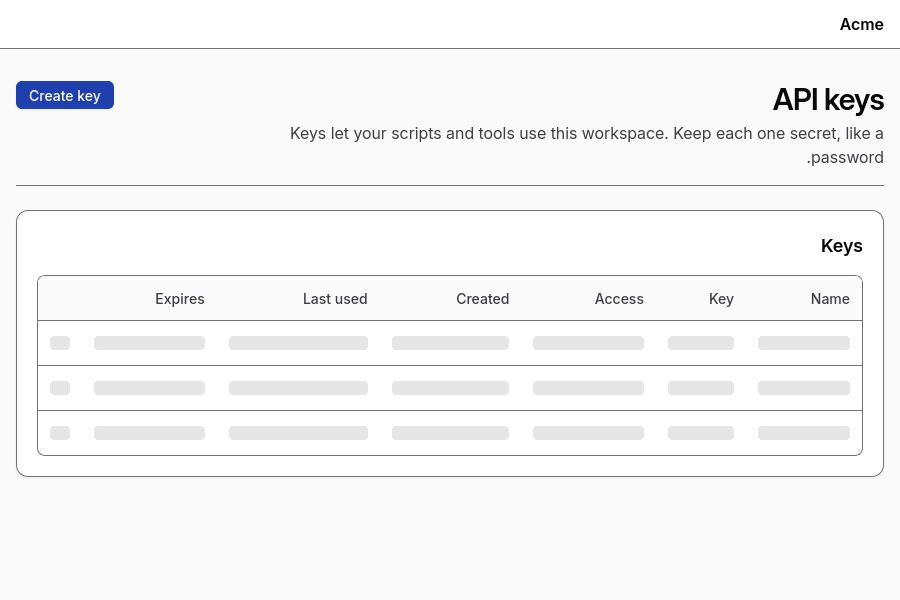 Acme
API keys
Create key
Keys let your scripts and tools use this workspace. Keep each one secret, like a
.password
Keys
Name Key Access Created Last used Expires